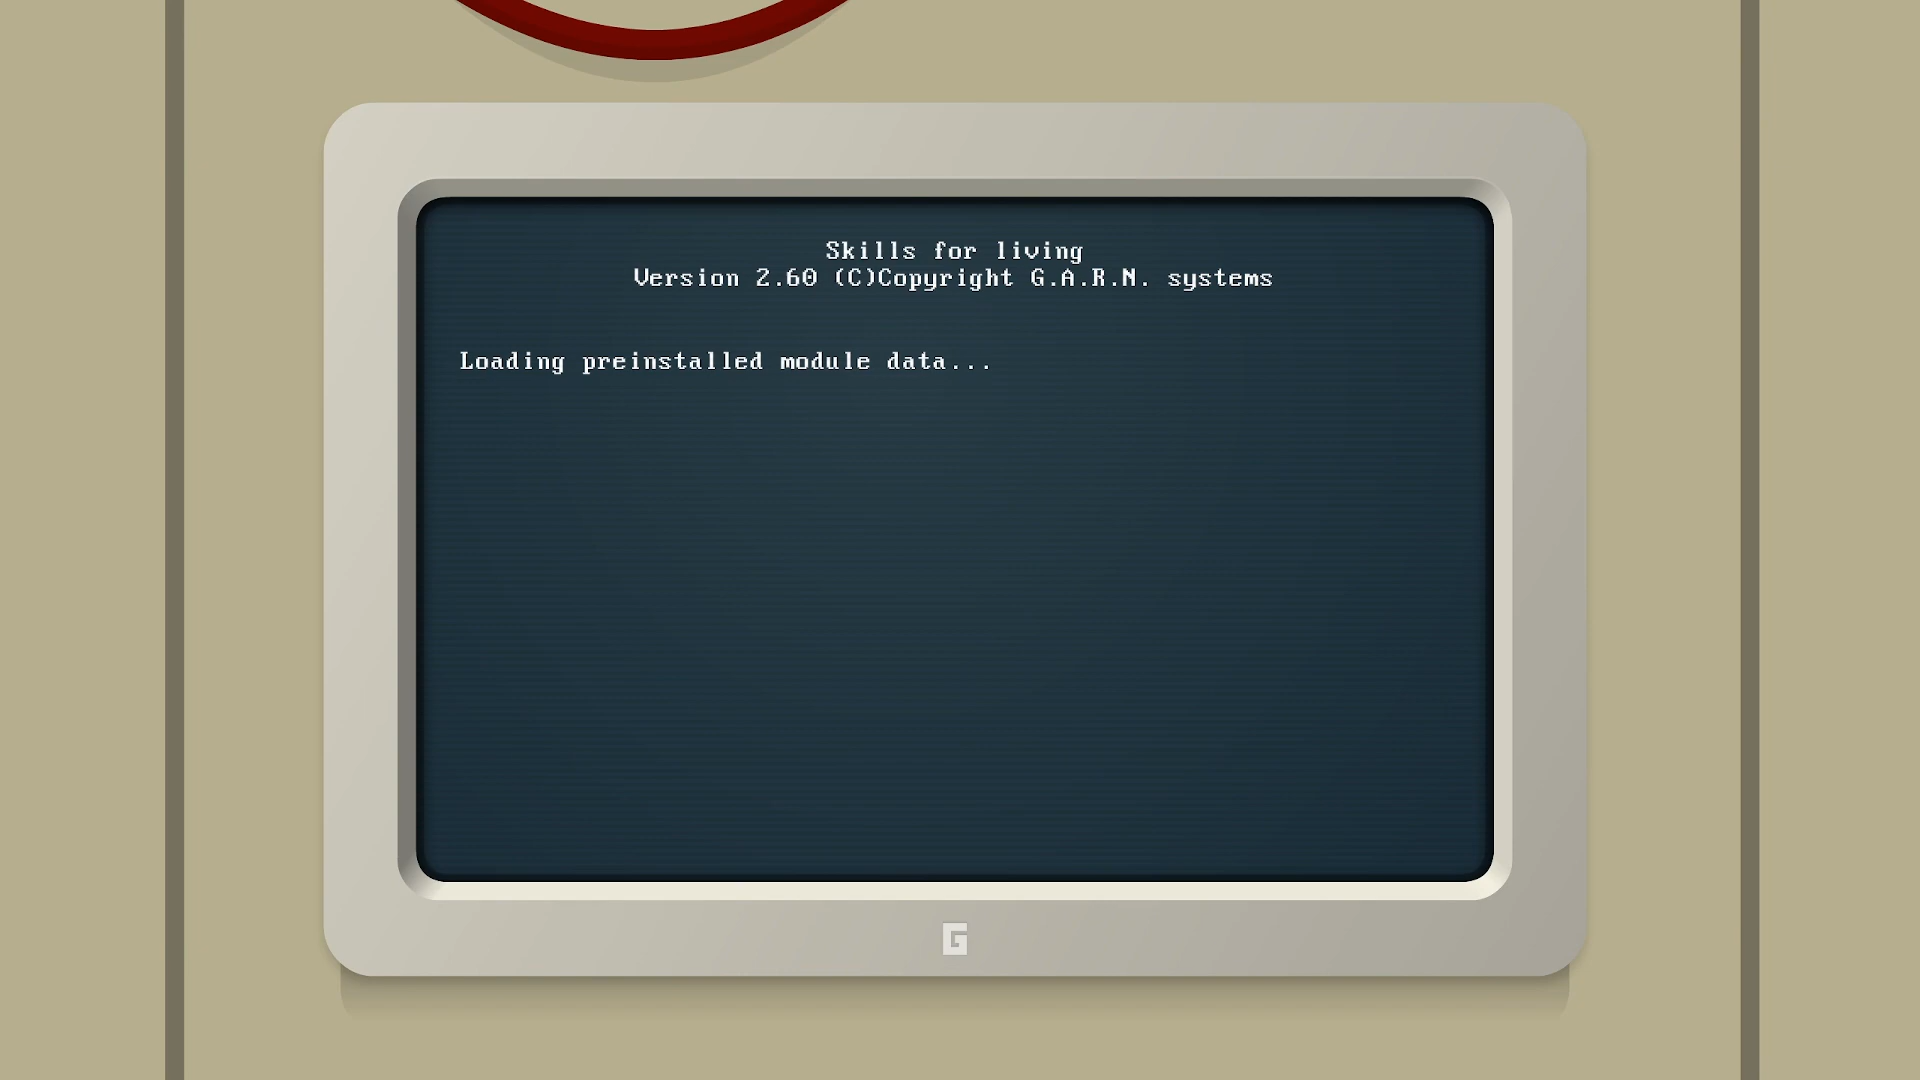 Skills for living
Version 2.60 (C)Copyright G.A.R.N. systems
Loading preinstalled module data...
G